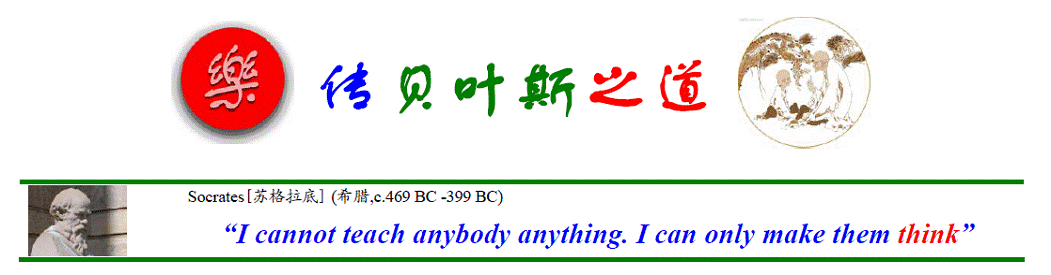 樂
传贝叶斯之道
Socrates[苏格拉底] (希腊,c.469 BC -399 BC)
“I cannot teach anybody anything. I can only make them think”